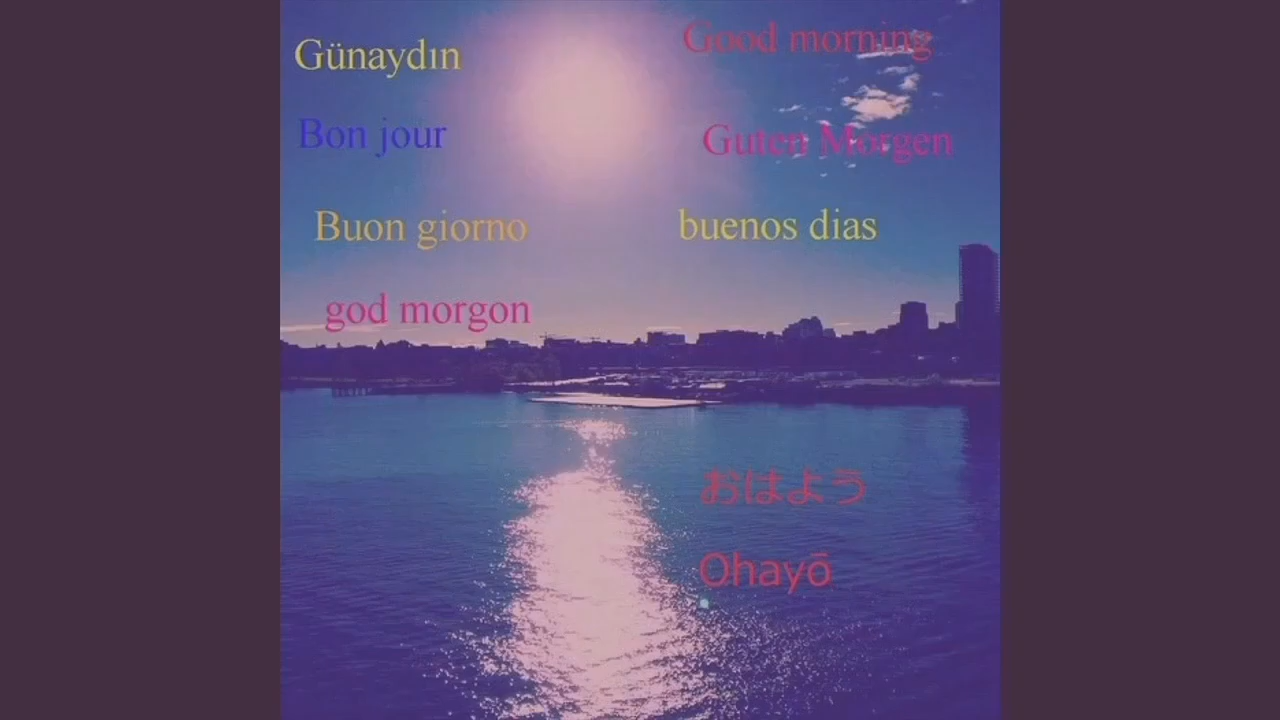 Günaydın
Good morning
Bon jour
Guten Morgen
Buon giorno
buenos dias
god morgon
おはよう
Ohayō